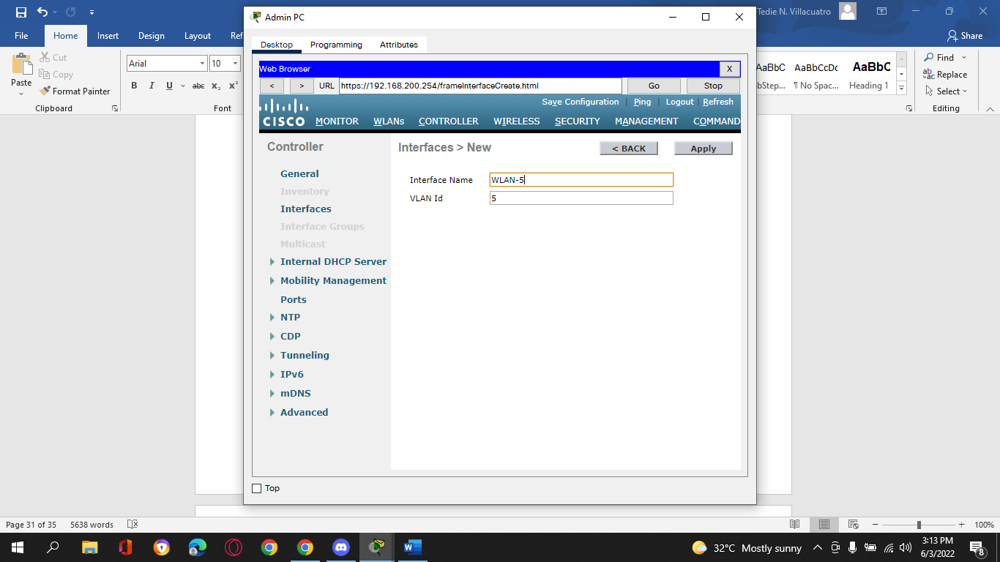 Admin PC
Tedie N. Villacuatro
File Home Insert Design Layout Ref
Share
Desktop Programming Attributes
Cut
Copy
Format Painter
Paste
Clipboard
Arial 10
B I U abc x₂ x²
Font
Web Browser X
< > URL https://192.168.200.254/frameInterfaceCreate.html Go Stop
Save Configuration Ping Logout Refresh
CISCO MONITOR WLANs CONTROLLER WIRELESS SECURITY MANAGEMENT COMMAND
AaBbCcDc AaBbC
bStep... ¶ No Spac... Heading 1
Find
Replace
Select
Editing
Controller
General
Inventory
Interfaces
Interface Groups
Multicast
Internal DHCP Server
Mobility Management
Ports
NTP
CDP
Tunneling
IPv6
mDNS
Advanced
Interfaces > New < BACK Apply
Interface Name WLAN-5
VLAN Id 5
Top
Page 31 of 35 5638 words
100%
32°C Mostly sunny
3:13 PM
6/3/2022
8